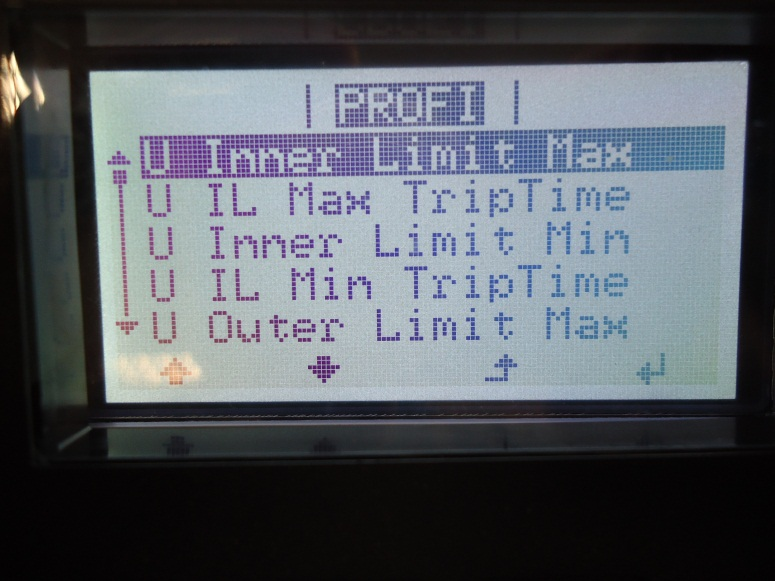 | PROFI |
U Inner Limit Max
U IL Max TripTime
U Inner Limit Min
U IL Min TripTime
U Outer Limit Max